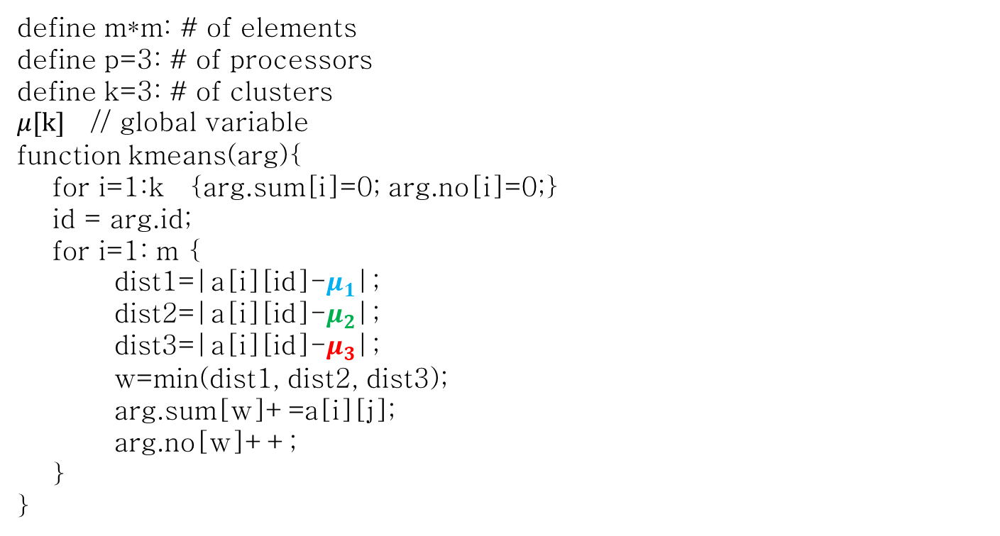 define m*m: # of elements
define p=3: # of processors
define k=3: # of clusters
μ[k] // global variable
function kmeans(arg){
for i=1:k {arg.sum[i]=0; arg.no[i]=0;}
id = arg.id;
for i=1: m {
dist1=|a[i][id]-μ₁|;
dist2=|a[i][id]-μ₂|;
dist3=|a[i][id]-μ₃|;
w=min(dist1, dist2, dist3);
arg.sum[w]+ =a[i][j];
arg.no[w]+ + ;
}
}